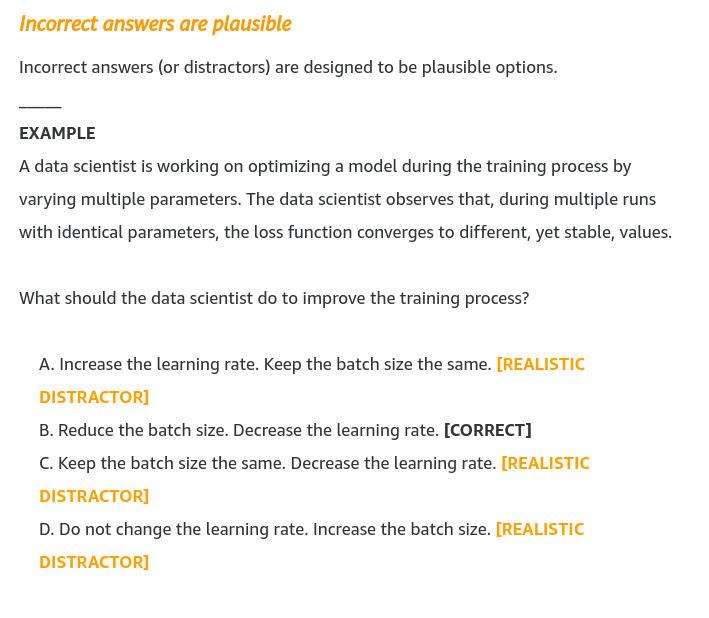 Incorrect answers are plausible
Incorrect answers (or distractors) are designed to be plausible options.
_____
EXAMPLE
A data scientist is working on optimizing a model during the training process by
varying multiple parameters. The data scientist observes that, during multiple runs
with identical parameters, the loss function converges to different, yet stable, values.
What should the data scientist do to improve the training process?
A. Increase the learning rate. Keep the batch size the same. [REALISTIC
DISTRACTOR]
B. Reduce the batch size. Decrease the learning rate. [CORRECT]
C. Keep the batch size the same. Decrease the learning rate. [REALISTIC
DISTRACTOR]
D. Do not change the learning rate. Increase the batch size. [REALISTIC
DISTRACTOR]